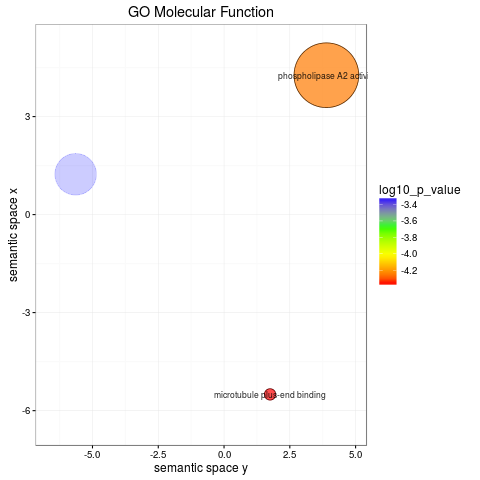 GO Molecular Function
phospholipase A2 activi
3
0
-3
-6
microtubule plus-end binding
-5.0 -2.5 0.0 2.5 5.0
semantic space y
semantic space x
log10_p_value
-3.4
-3.6
-3.8
-4.0
-4.2